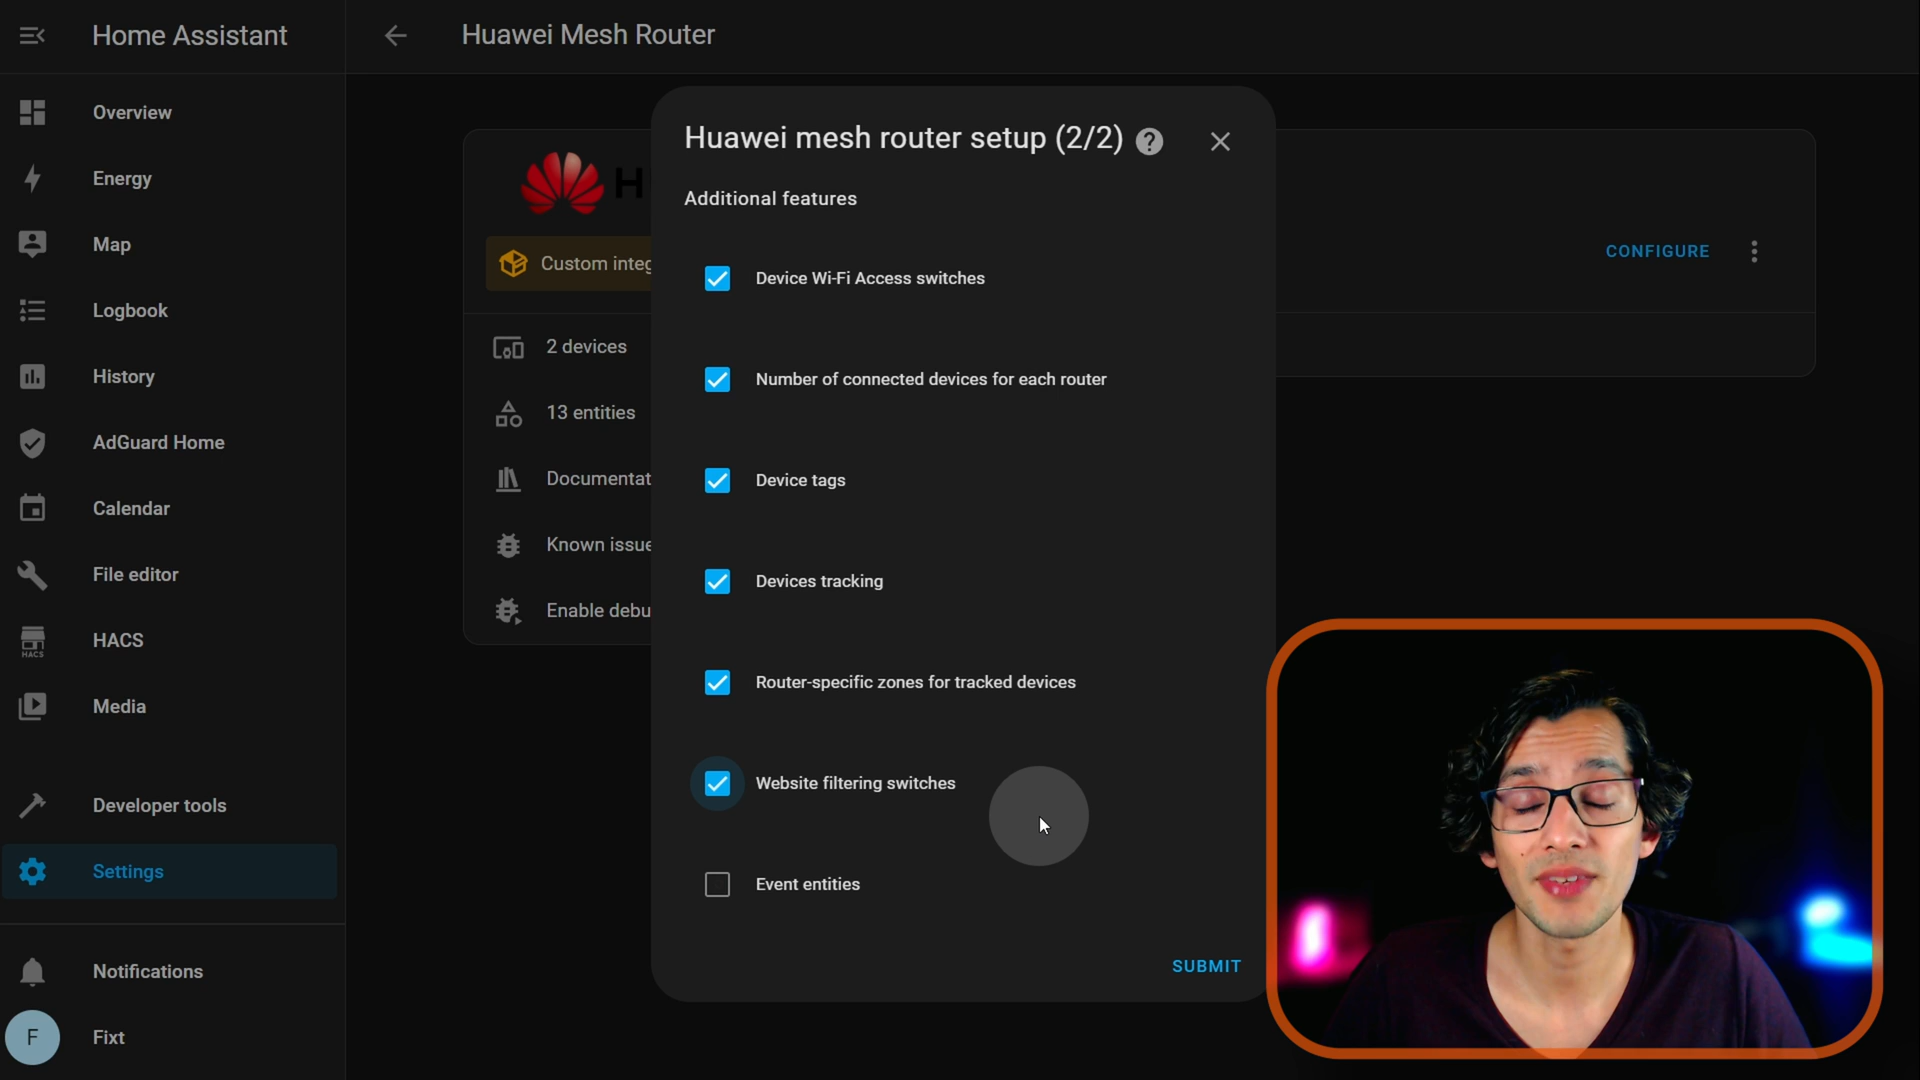 Home Assistant
Overview
Energy
Map
Logbook
History
AdGuard Home
Calendar
File editor
HACS
HACS
Media
Developer tools
Settings
Notifications
F
Fixt
Huawei Mesh Router
H
Custom integ
2 devices
13 entities
Documentat
Known issue
Enable debu
CONFIGURE
Huawei mesh router setup (2/2)
?
Additional features
Device Wi-Fi Access switches
Number of connected devices for each router
Device tags
Devices tracking
Router-specific zones for tracked devices
Website filtering switches
Event entities
SUBMIT